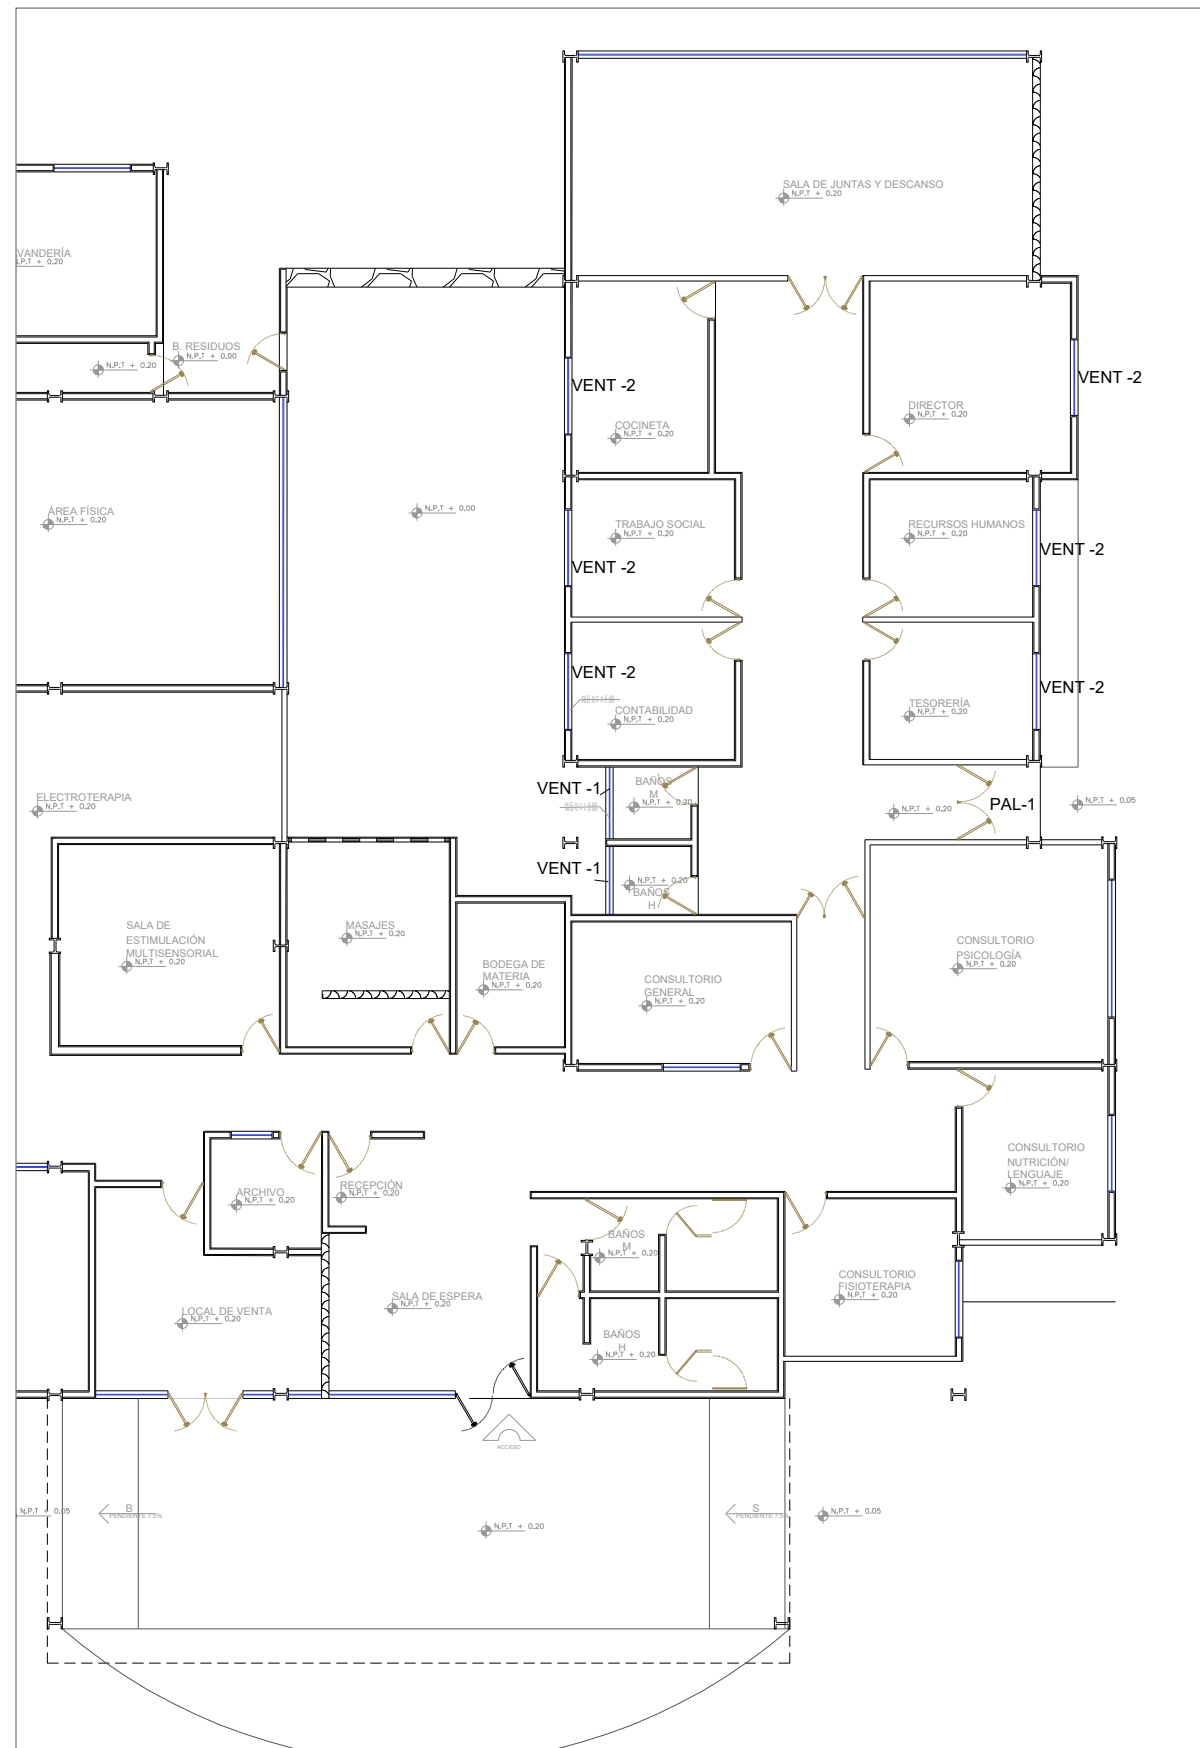 SALA DE JUNTAS Y DESCANSO
N.P.T + 0.20
VANDERÍA
N.P.T + 0.20
B. RESIDUOS
N.P.T + 0.00
N.P.T + 0.20
VENT -2
VENT -2
COCINETA
N.P.T + 0.20
DIRECTOR
N.P.T + 0.20
ÁREA FÍSICA
N.P.T + 0.20
N.P.T + 0.00
TRABAJO SOCIAL
N.P.T + 0.20
VENT -2
RECURSOS HUMANOS
N.P.T + 0.20
VENT -2
VENT -2
CONTABILIDAD
N.P.T + 0.20
TESORERÍA
N.P.T + 0.20
VENT -2
ELECTROTERAPIA
N.P.T + 0.20
VENT -1
BAÑOS
M
N.P.T + 0.20
N.P.T + 0.20
PAL-1
N.P.T + 0.05
VENT -1
N.P.T + 0.20
BAÑOS
H
SALA DE
ESTIMULACIÓN
MULTISENSORIAL
N.P.T + 0.20
MASAJES
N.P.T + 0.20
BODEGA DE
MATERIA
N.P.T + 0.20
CONSULTORIO
GENERAL
N.P.T + 0.20
CONSULTORIO
PSICOLOGÍA
N.P.T + 0.20
CONSULTORIO
NUTRICIÓN/
LENGUAJE
N.P.T + 0.20
ARCHIVO
N.P.T + 0.20
RECEPCIÓN
N.P.T + 0.20
BAÑOS
M
N.P.T + 0.20
CONSULTORIO
FISIOTERAPIA
N.P.T + 0.20
LOCAL DE VENTA
N.P.T + 0.20
SALA DE ESPERA
N.P.T + 0.20
BAÑOS
H
N.P.T + 0.20
ACCESO
N.P.T + 0.05
B
PENDIENTE 7.5%
N.P.T + 0.20
S
PENDIENTE 7.5%
N.P.T + 0.05